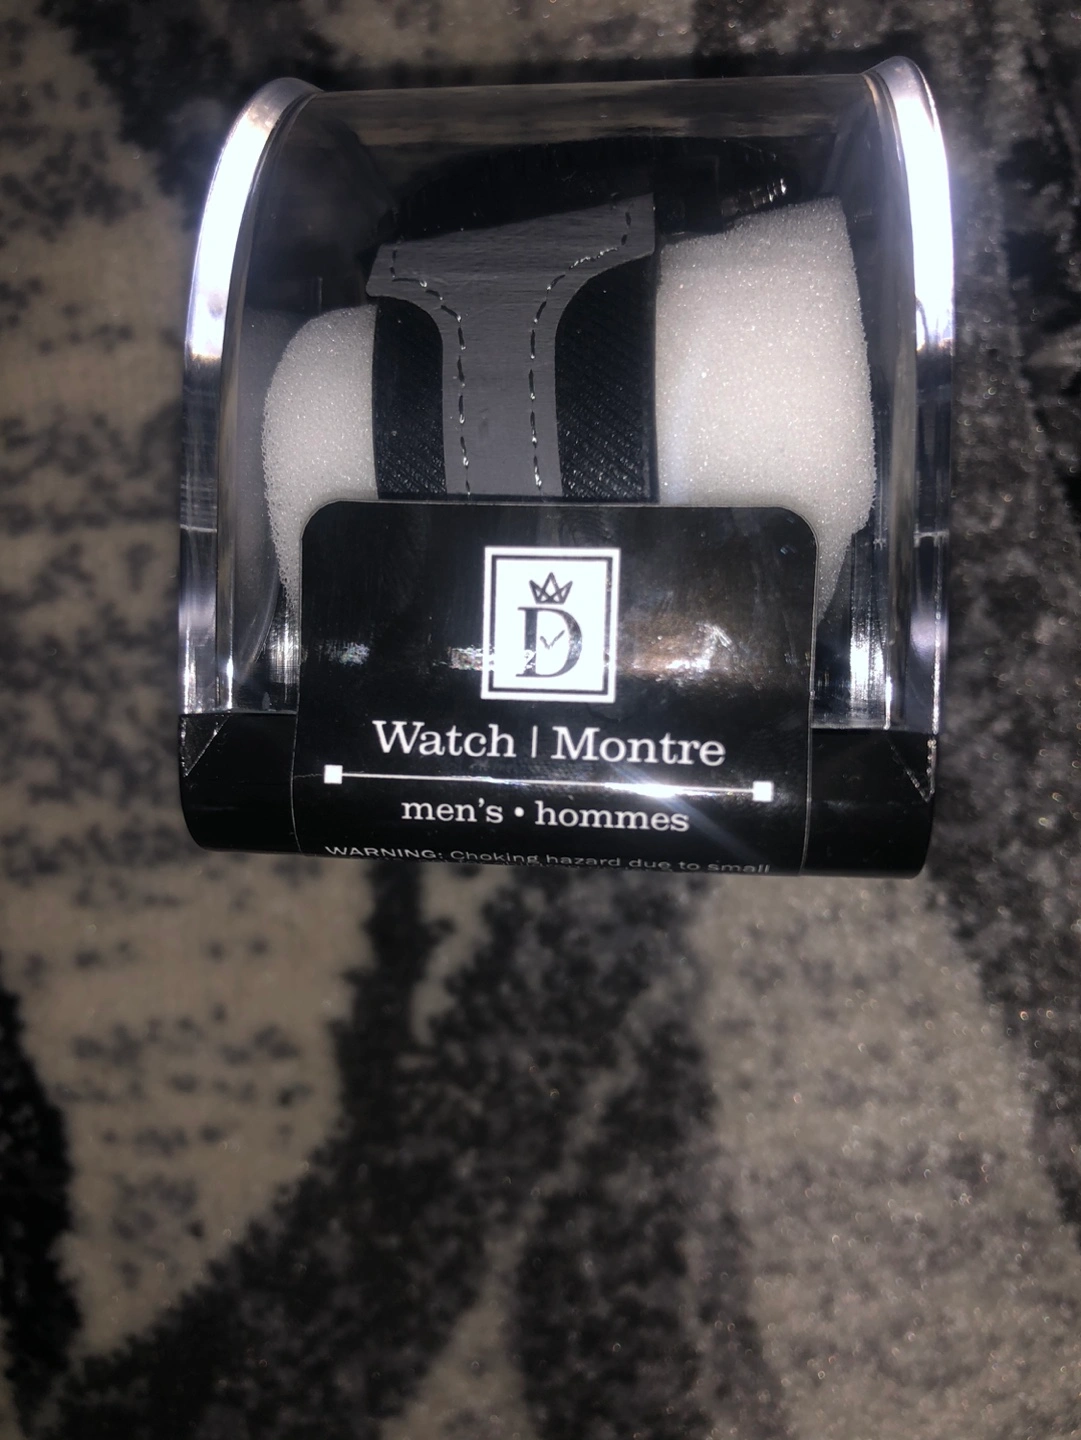 D
Watch | Montre
men's • hommes
WARNING: Choking hazard due to small